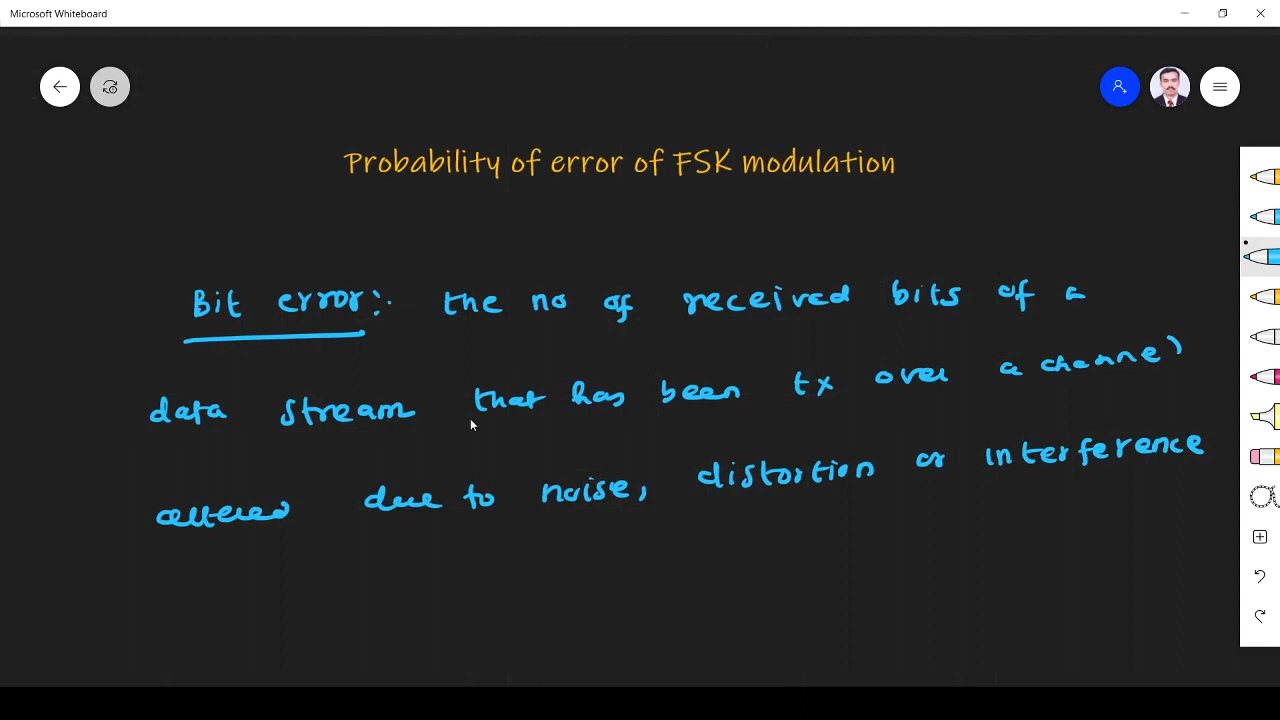 Microsoft Whiteboard
Probability of error of FSK modulation
Bit error:. the no of received bits of a
data stream that has been tx over a channel
altered due to noise, distortion or interference